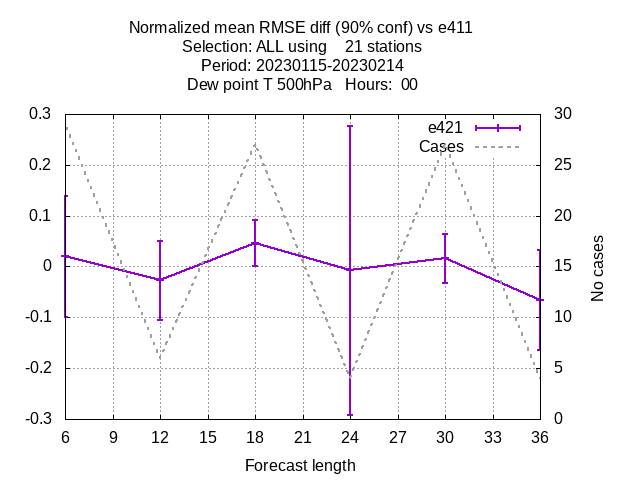 Normalized mean RMSE diff (90% conf) vs e411
Selection: ALL using    21 stations
Period: 20230115-20230214
Dew point T 500hPa   Hours:  00
0.3
0.2
0.1
0
-0.1
-0.2
-0.3
e421
Cases
30
25
20
15
10
5
0
No cases
6 9 12 15 18 21 24 27 30 33 36
Forecast length